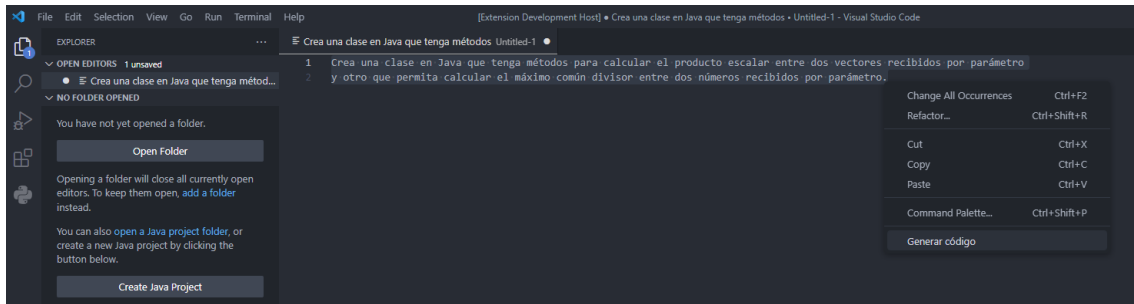 File Edit Selection View Go Run Terminal Help [Extension Development Host] ● Crea una clase en Java que tenga métodos • Untitled-1 - Visual Studio Code
EXPLORER ...
Crea una clase en Java que tenga métodos Untitled-1 ●
1
OPEN EDITORS 1 unsaved
● Crea una clase en Java que tenga métod...
NO FOLDER OPENED
You have not yet opened a folder.
Open Folder
Opening a folder will close all currently open
editors. To keep them open, add a folder
instead.
You can also open a Java project folder, or
create a new Java project by clicking the
button below.
Create Java Project
1 Crea una clase en Java que tenga métodos para calcular el producto escalar entre dos vectores recibidos por parámetro
2 y otro que permita calcular el máximo común divisor entre dos números recibidos por parámetro.
Change All Occurrences Ctrl+F2
Refactor... Ctrl+Shift+R
Cut Ctrl+X
Copy Ctrl+C
Paste Ctrl+V
Command Palette... Ctrl+Shift+P
Generar código